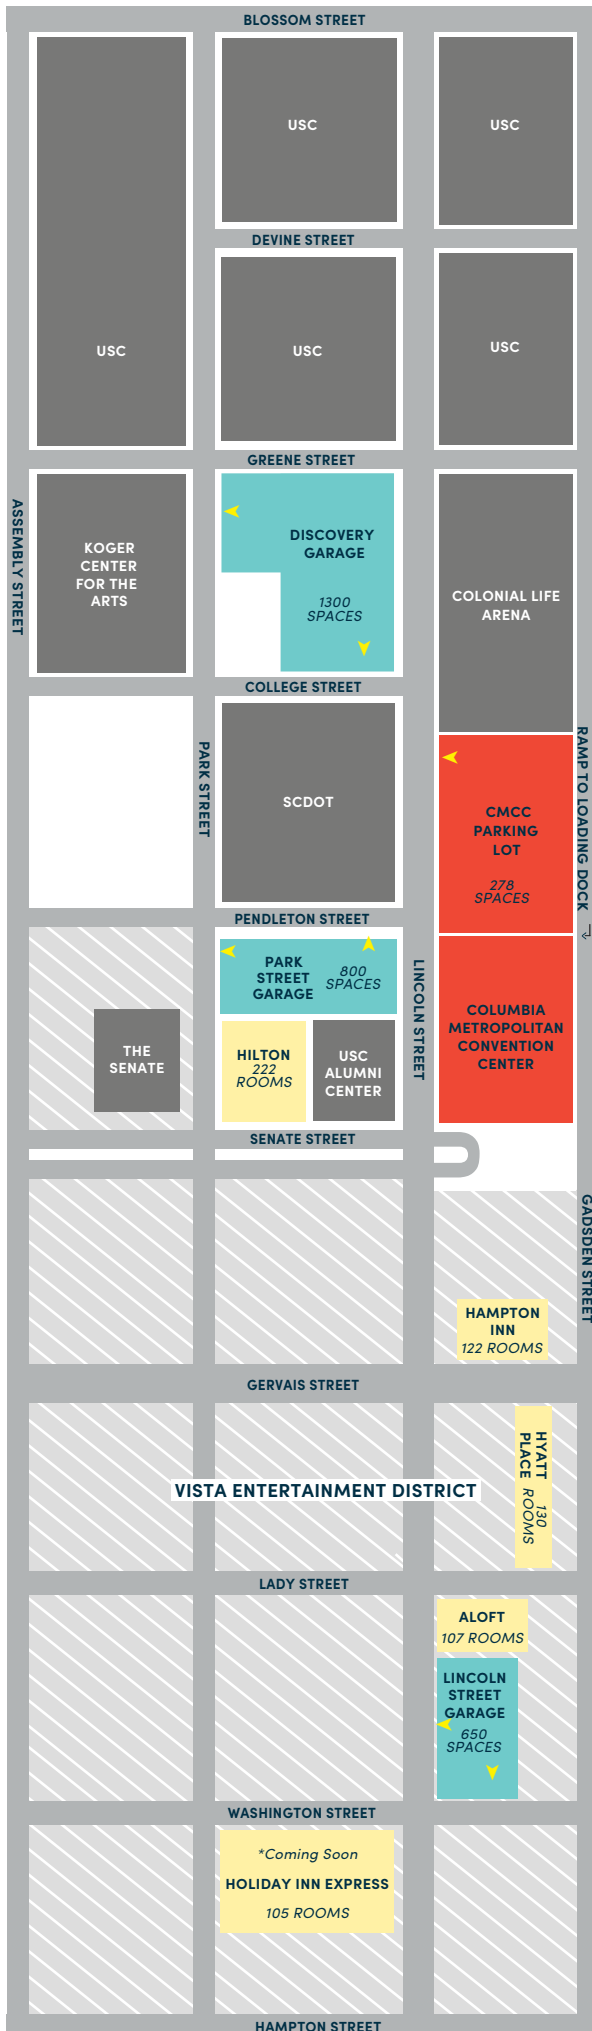 BLOSSOM STREET
USC
USC
DEVINE STREET
USC
USC
USC
GREENE STREET
ASSEMBLY STREET
KOGER
CENTER
FOR THE
ARTS
DISCOVERY
GARAGE
1300
SPACES
COLONIAL LIFE
ARENA
COLLEGE STREET
PARK STREET
SCDOT
RAMP TO LOADING DOCK
CMCC
PARKING
LOT
278
SPACES
PENDLETON STREET
PARK
STREET
GARAGE
800
SPACES
LINCOLN STREET
THE
SENATE
HILTON
222
ROOMS
USC
ALUMNI
CENTER
COLUMBIA
METROPOLITAN
CONVENTION
CENTER
SENATE STREET
GADSDEN STREET
HAMPTON
INN
122 ROOMS
GERVAIS STREET
HYATT
PLACE
130
ROOMS
VISTA ENTERTAINMENT DISTRICT
LADY STREET
ALOFT
107 ROOMS
LINCOLN
STREET
GARAGE
650
SPACES
WASHINGTON STREET
*Coming Soon
HOLIDAY INN EXPRESS
105 ROOMS
HAMPTON STREET